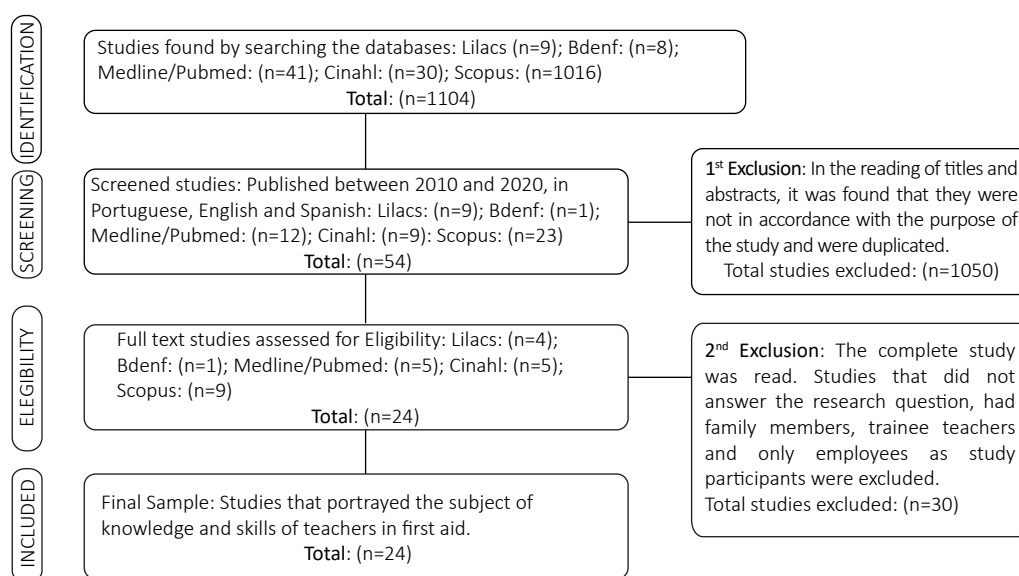 IDENTIFICATION
Studies found by searching the databases: Lilacs (n=9); Bdenf: (n=8);
Medline/Pubmed: (n=41); Cinahl: (n=30); Scopus: (n=1016)
Total: (n=1104)
SCREENING
Screened studies: Published between 2010 and 2020, in
Portuguese, English and Spanish: Lilacs: (n=9); Bdenf: (n=1);
Medline/Pubmed: (n=12); Cinahl: (n=9): Scopus: (n=23)
Total: (n=54)
1st Exclusion: In the reading of titles and
abstracts, it was found that they were
not in accordance with the purpose of
the study and were duplicated.
Total studies excluded: (n=1050)
ELEGIBILITY
Full text studies assessed for Eligibility: Lilacs: (n=4);
Bdenf: (n=1); Medline/Pubmed: (n=5); Cinahl: (n=5);
Scopus: (n=9)
Total: (n=24)
2nd Exclusion: The complete study
was read. Studies that did not
answer the research question, had
family members, trainee teachers
and only employees as study
participants were excluded.
Total studies excluded: (n=30)
INCLUDED
Final Sample: Studies that portrayed the subject of
knowledge and skills of teachers in first aid.
Total: (n=24)